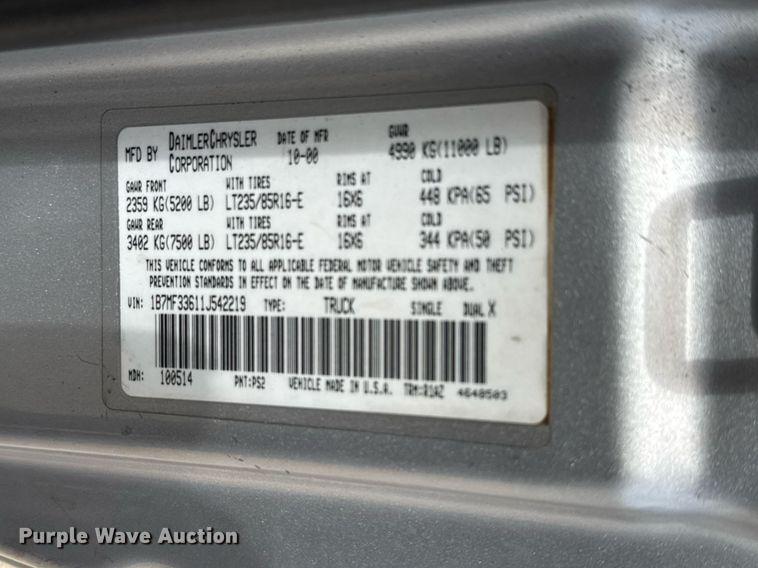 MFD BY DAIMLERCHRYSLER CORPORATION DATE OF MFR 10-00 GVWR 4990 KG(11000 LB)
GAWR FRONT WITH TIRES RIMS AT COLD
2359 KG(5200 LB) LT235/85R16-E 16X6 448 KPA(65 PSI)
GAWR REAR WITH TIRES RIMS AT COLD
3402 KG(7500 LB) LT235/85R16-E 16X6 344 KPA(50 PSI)
THIS VEHICLE CONFORMS TO ALL APPLICABLE FEDERAL MOTOR VEHICLE SAFETY AND THEFT
PREVENTION STANDARDS IN EFFECT ON THE DATE OF MANUFACTURE SHOWN ABOVE.
VIN: 1B7MF33611J542219 TYPE: TRUCK SINGLE DUAL X
MDH: 100514 PNT:PS2 VEHICLE MADE IN U.S.A. TRM:R1AZ 4648503
Purple Wave Auction